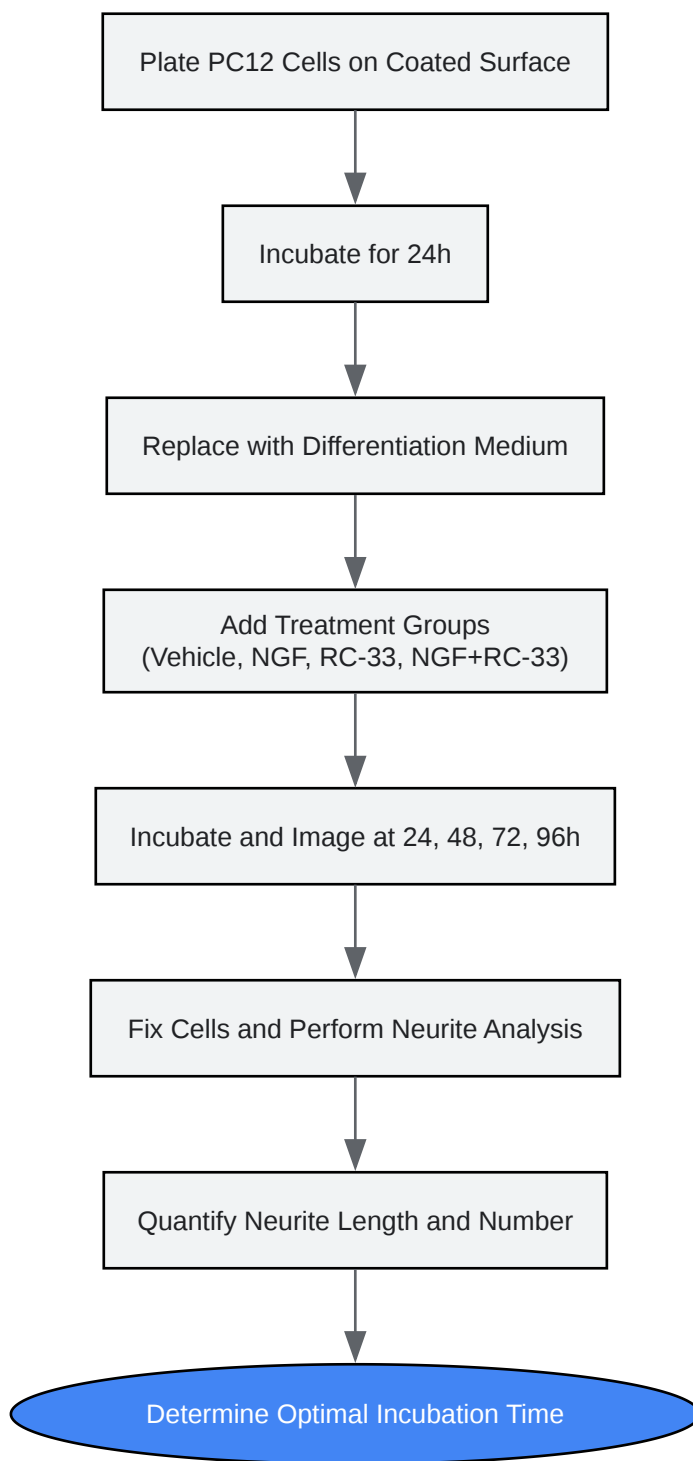 Plate PC12 Cells on Coated Surface
Incubate for 24h
Replace with Differentiation Medium
Add Treatment Groups
(Vehicle, NGF, RC-33, NGF+RC-33)
Incubate and Image at 24, 48, 72, 96h
Fix Cells and Perform Neurite Analysis
Quantify Neurite Length and Number
Determine Optimal Incubation Time